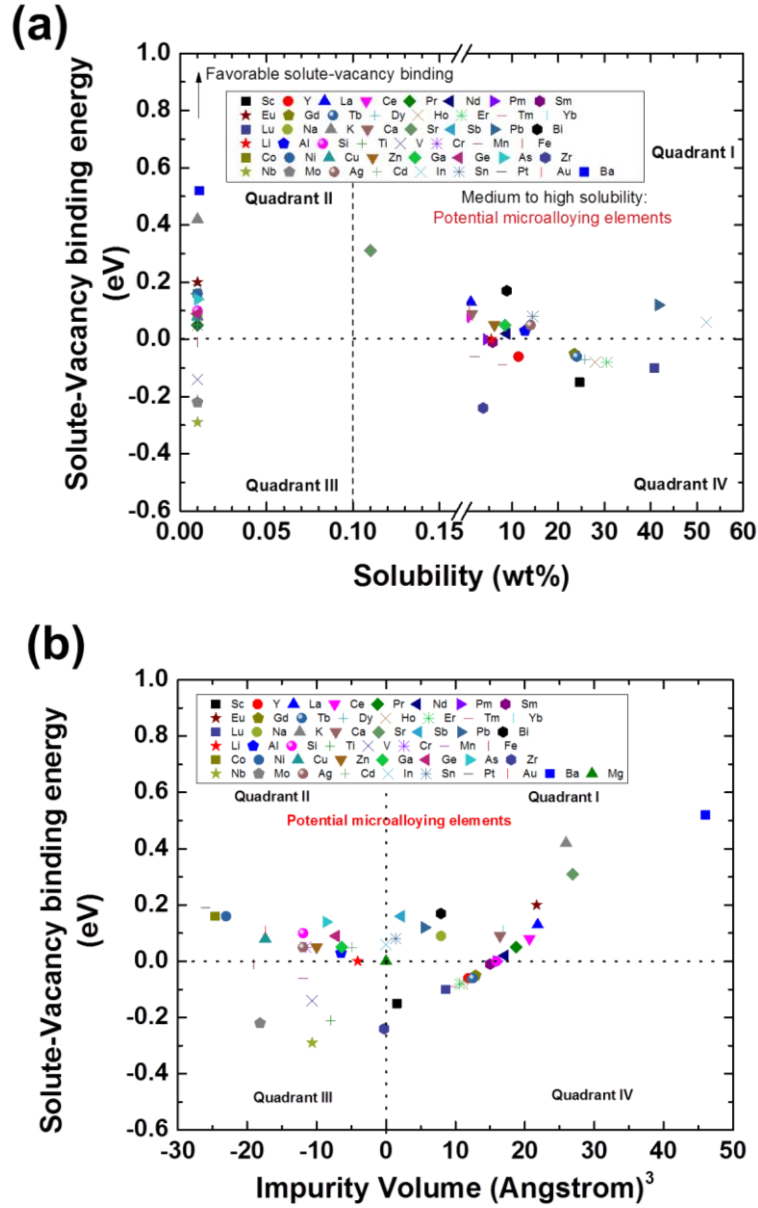 (a)
Solute-Vacancy binding energy
(eV)
1.0
0.8
0.6
0.4
0.2
0.0
-0.2
-0.4
-0.6
Favorable solute-vacancy binding
Sc Y La Ce Pr Nd Pm Sm
Eu Gd Tb Dy Ho Er Tm Yb
Lu Na K Ca Sr Sb Pb Bi
Li Al Si Ti V Cr Mn Fe
Co Ni Cu Zn Ga Ge As Zr
Nb Mo Ag Cd In Sn Pt Au Ba
Quadrant I
Quadrant II
Medium to high solubility:
Potential microalloying elements
Quadrant III
Quadrant IV
0.00 0.05 0.10 0.15 10 20 30 40 50 60
Solubility (wt%)
(b)
Solute-Vacancy binding energy
(eV)
1.0
0.8
0.6
0.4
0.2
0.0
-0.2
-0.4
-0.6
Sc Y La Ce Pr Nd Pm Sm
Eu Gd Tb Dy Ho Er Tm Yb
Lu Na K Ca Sr Sb Pb Bi
Li Al Si Ti V Cr Mn Fe
Co Ni Cu Zn Ga Ge As Zr
Nb Mo Ag Cd In Sn Pt Au Ba Mg
Quadrant II
Quadrant I
Potential microalloying elements
Quadrant III
Quadrant IV
-30 -20 -10 0 10 20 30 40 50
Impurity Volume (Angstrom)³